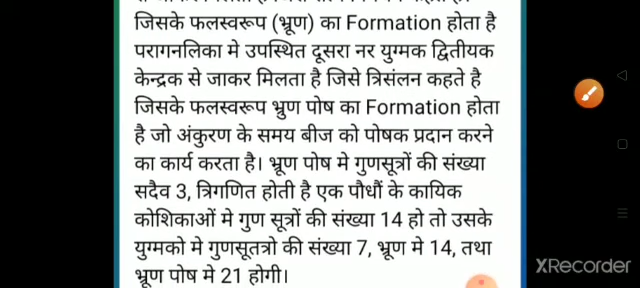 जिसके फलस्वरूप (भ्रूण) का Formation होता है
परागनलिका मे उपस्थित दूसरा नर युग्मक द्वितीयक
केन्द्रक से जाकर मिलता है जिसे त्रिसंलन कहते है
जिसके फलस्वरूप भ्रुण पोष का Formation होता
है जो अंकुरण के समय बीज को पोषक प्रदान करने
का कार्य करता है। भ्रूण पोष मे गुणसूत्रों की संख्या
सदैव 3, त्रिगणित होती है एक पौधौं के कायिक
कोशिकाओं मे गुण सूत्रों की संख्या 14 हो तो उसके
युग्मको मे गुणसूतत्रो की संख्या 7, भ्रूण मे 14, तथा
भ्रूण पोष मे 21 होगी।
XRecorder